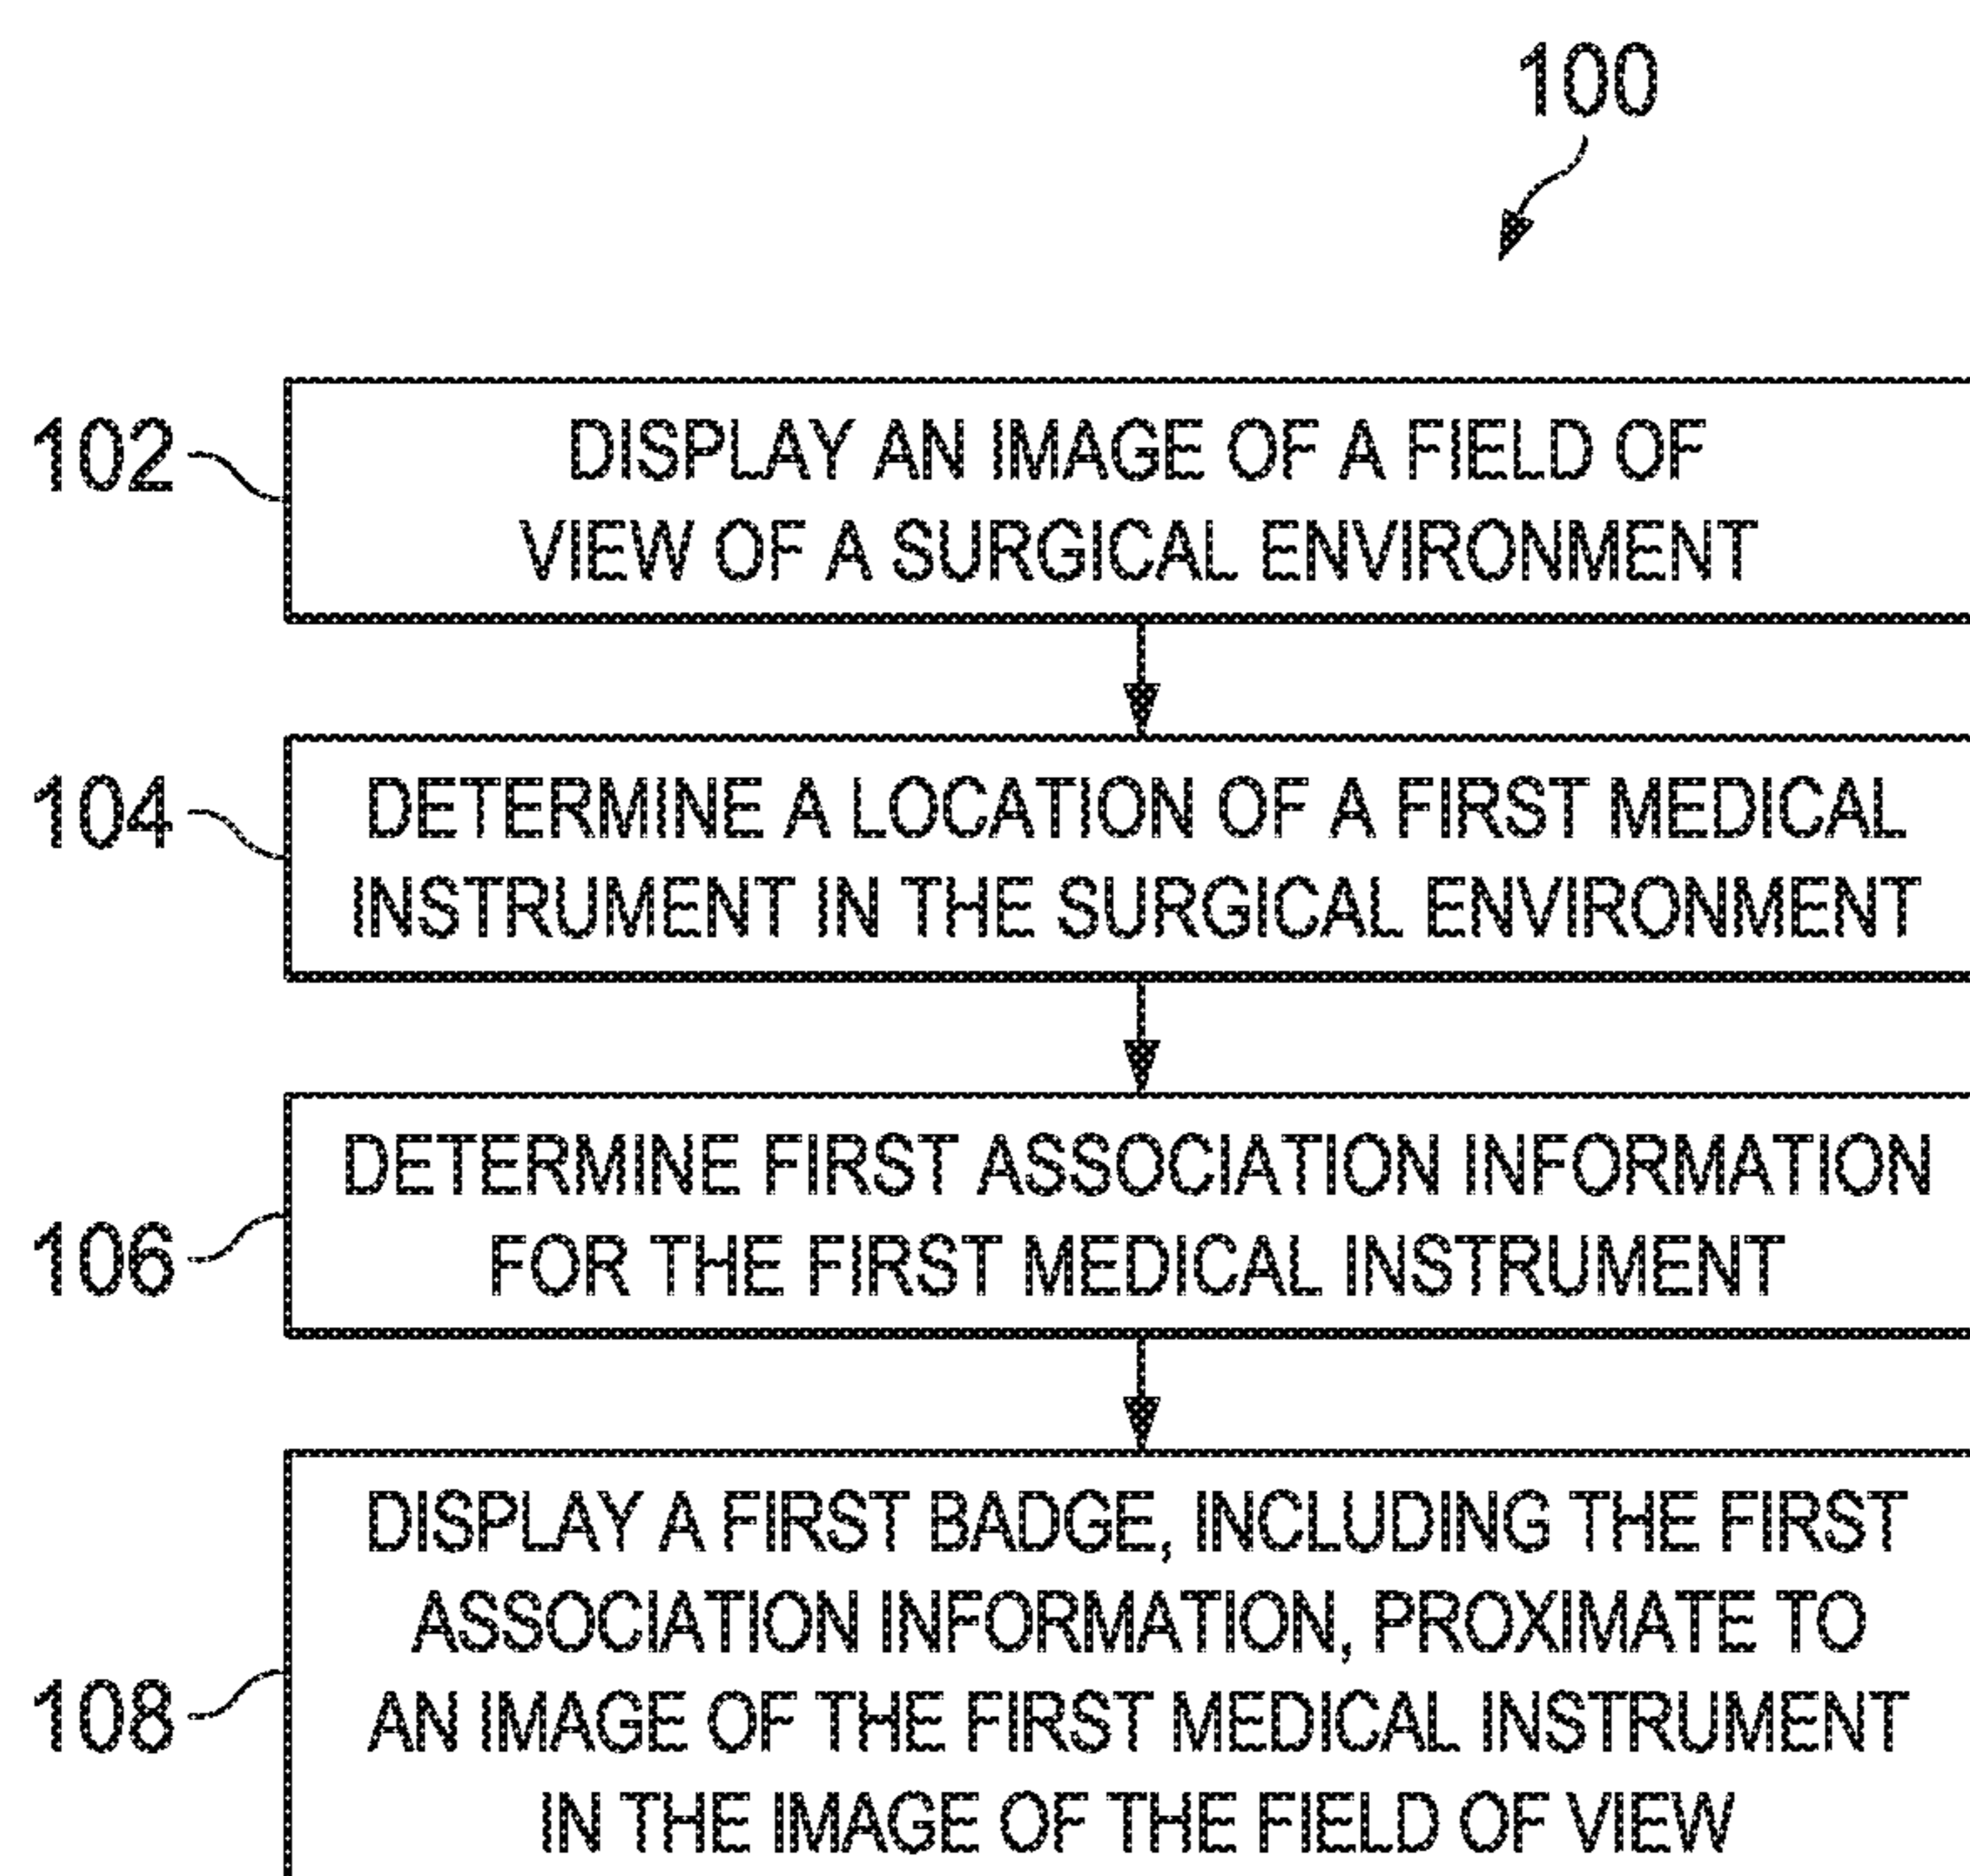 100
102
DISPLAY AN IMAGE OF A FIELD OF
VIEW OF A SURGICAL ENVIRONMENT
104
DETERMINE A LOCATION OF A FIRST MEDICAL
INSTRUMENT IN THE SURGICAL ENVIRONMENT
106
DETERMINE FIRST ASSOCIATION INFORMATION
FOR THE FIRST MEDICAL INSTRUMENT
108
DISPLAY A FIRST BADGE, INCLUDING THE FIRST
ASSOCIATION INFORMATION, PROXIMATE TO
AN IMAGE OF THE FIRST MEDICAL INSTRUMENT
IN THE IMAGE OF THE FIELD OF VIEW